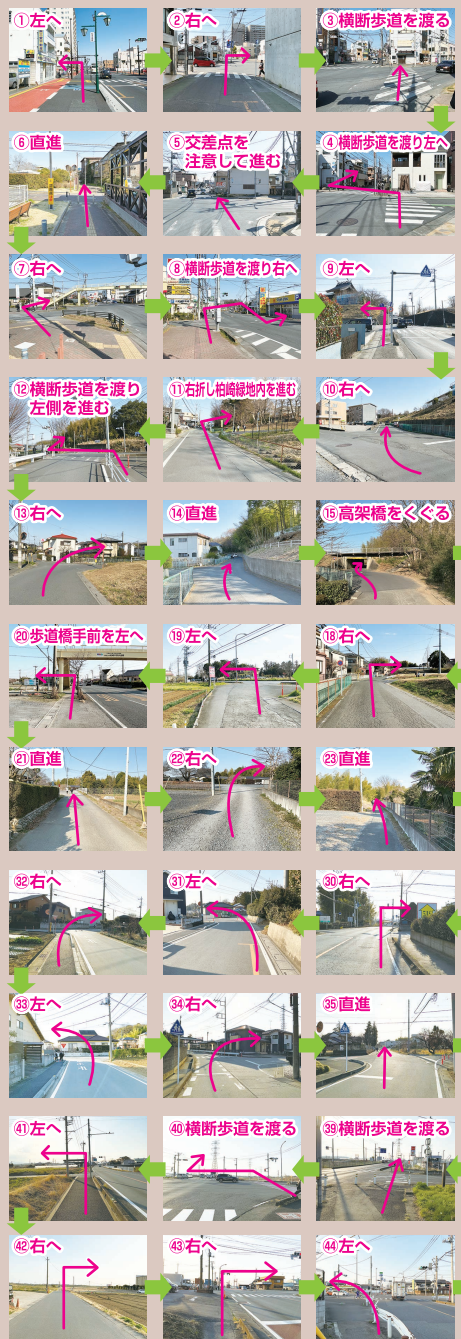 ①左へ
②右へ
③横断歩道を渡る
④横断歩道を渡り左へ
⑤交差点を
注意して進む
⑥直進
⑦右へ
⑧横断歩道を渡り右へ
⑨左へ
⑩右へ
⑪右折し柏崎緑地内を進む
⑫横断歩道を渡り
左側を進む
⑬右へ
⑭直進
⑮高架橋をくぐる
⑱右へ
⑲左へ
⑳歩道橋手前を左へ
㉑直進
㉒右へ
㉓直進
㉚右へ
㉛左へ
㉜右へ
㉝左へ
㉞右へ
㉟直進
㊴横断歩道を渡る
㊵横断歩道を渡る
㊶左へ
㊷右へ
㊸右へ
㊹左へ